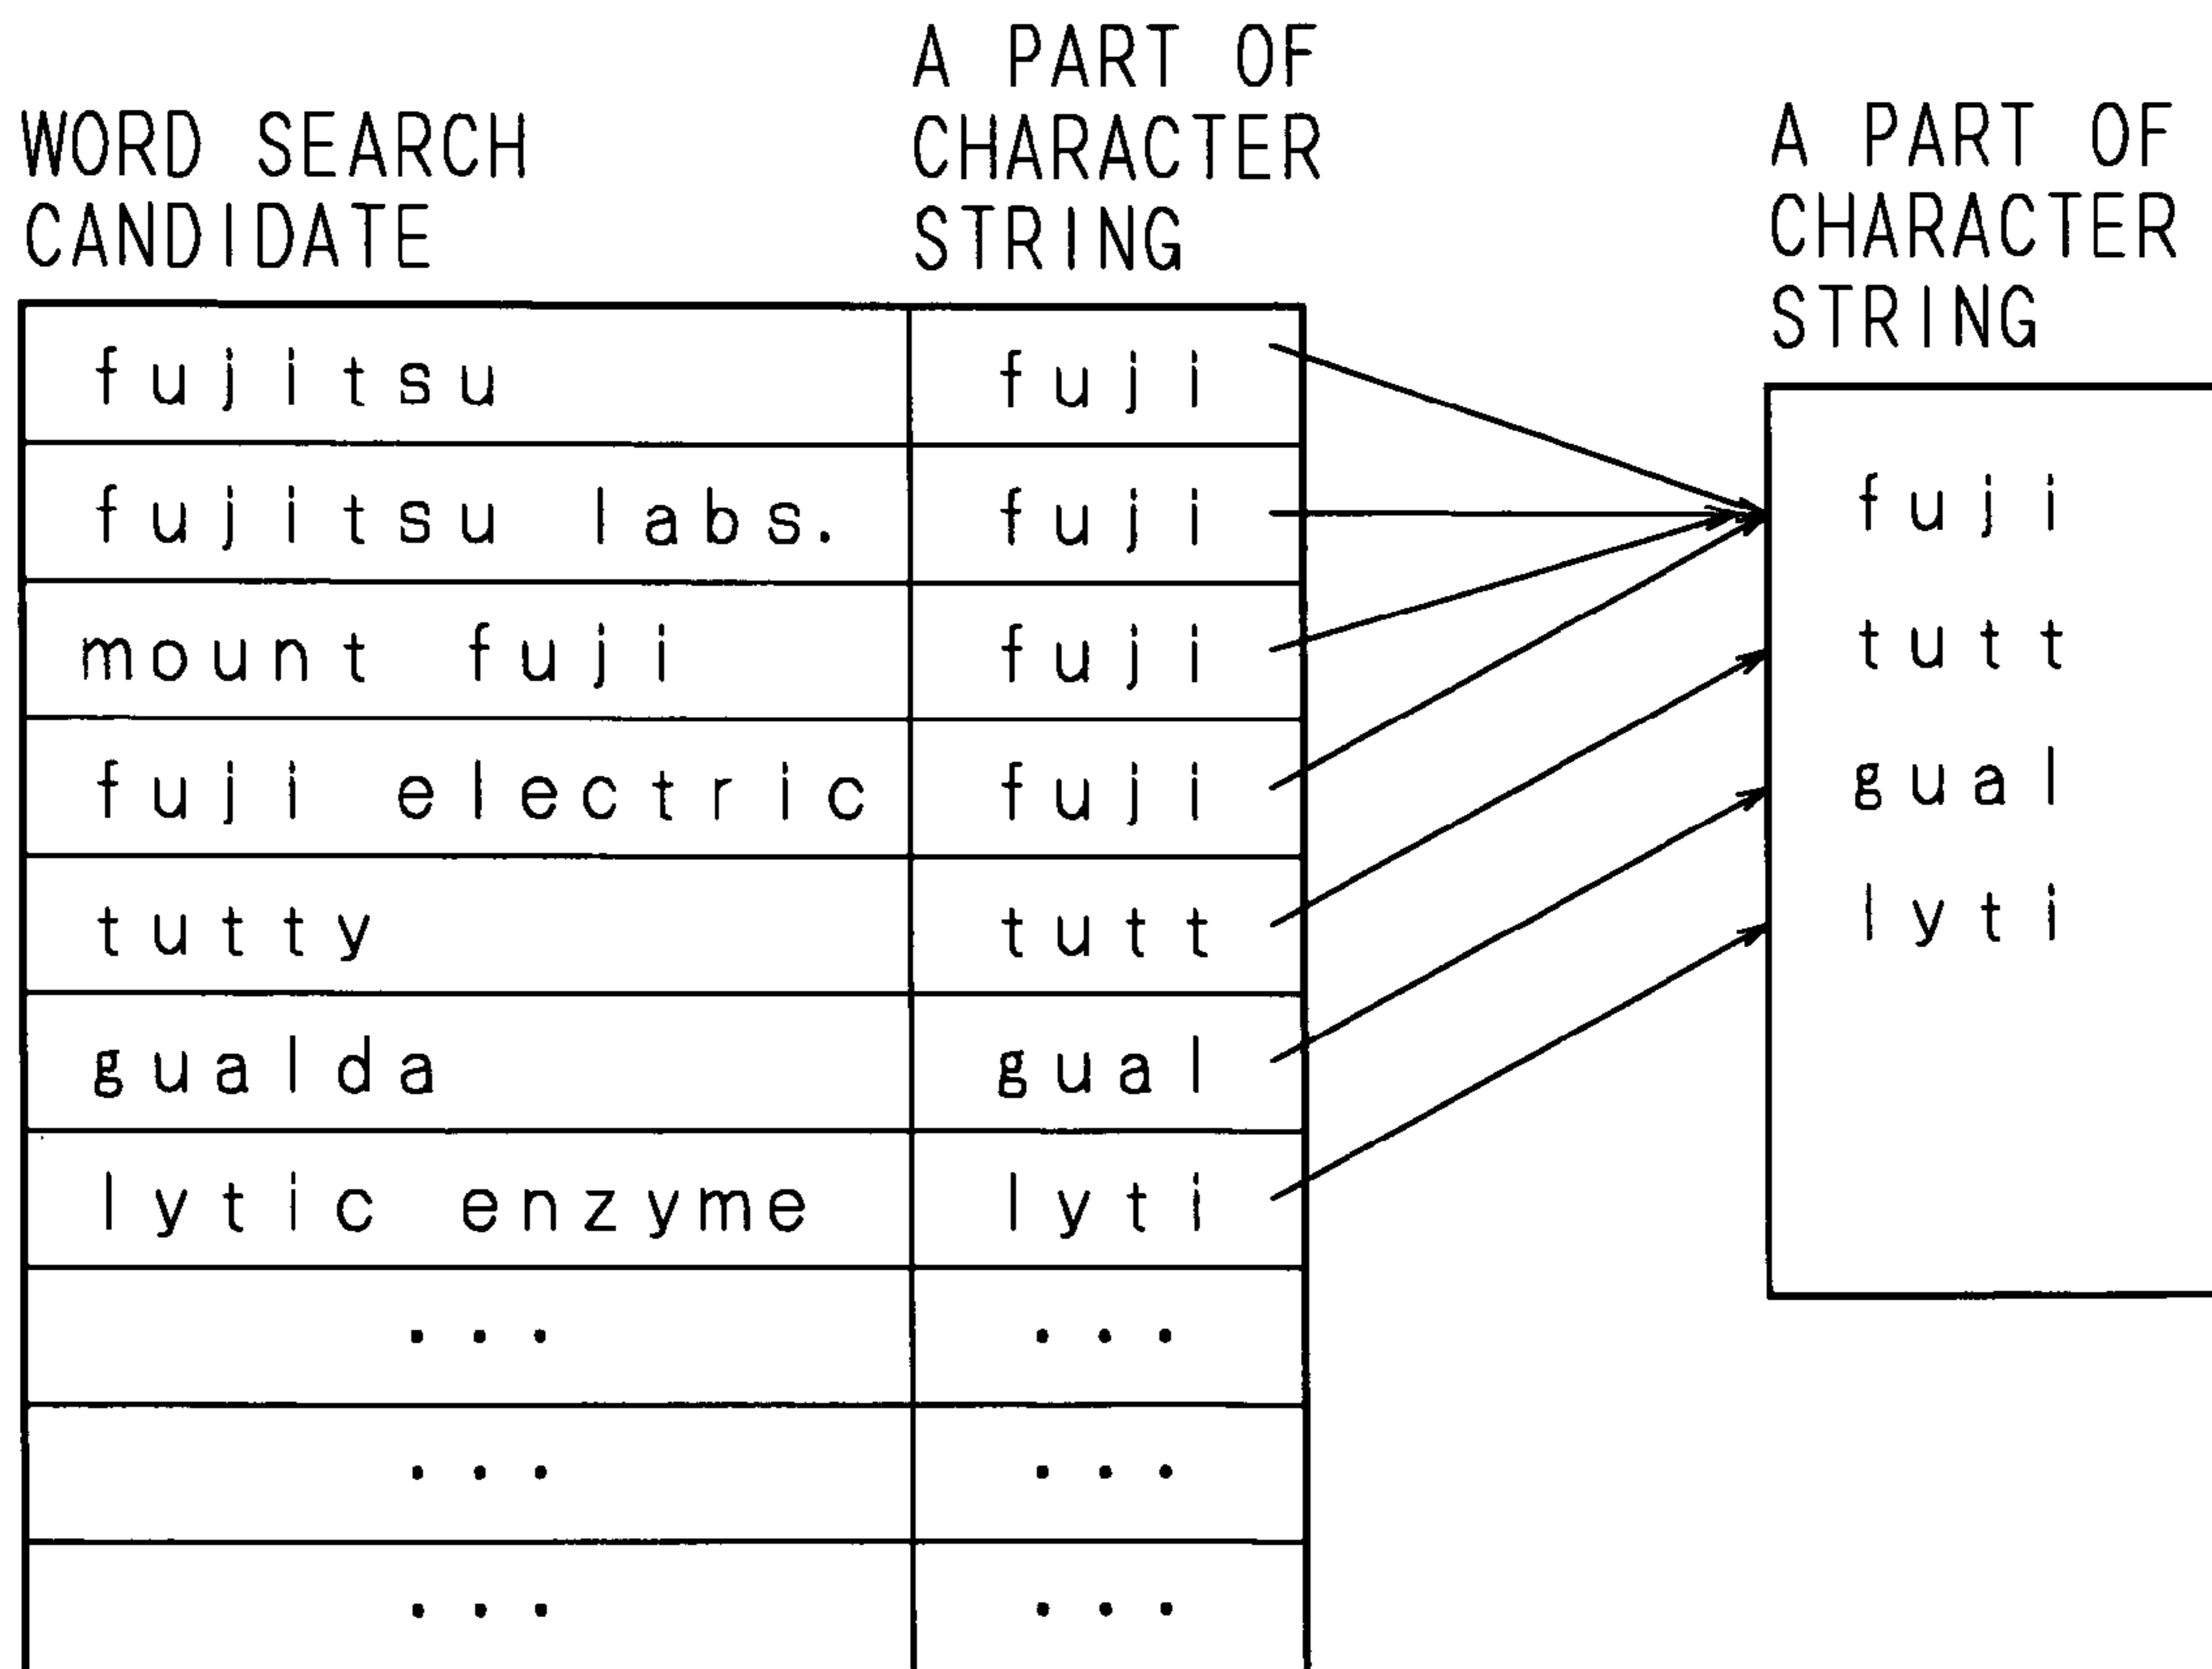 WORD SEARCH
CANDIDATE
A PART OF
CHARACTER
STRING
fujitsu fuji
fujitsu labs. fuji
mount fuji fuji
fuji electric fuji
tutty tutt
gualda gual
lytic enzyme lyti
... ...
... ...
... ...
A PART OF
CHARACTER
STRING
fuji
tutt
gual
lyti